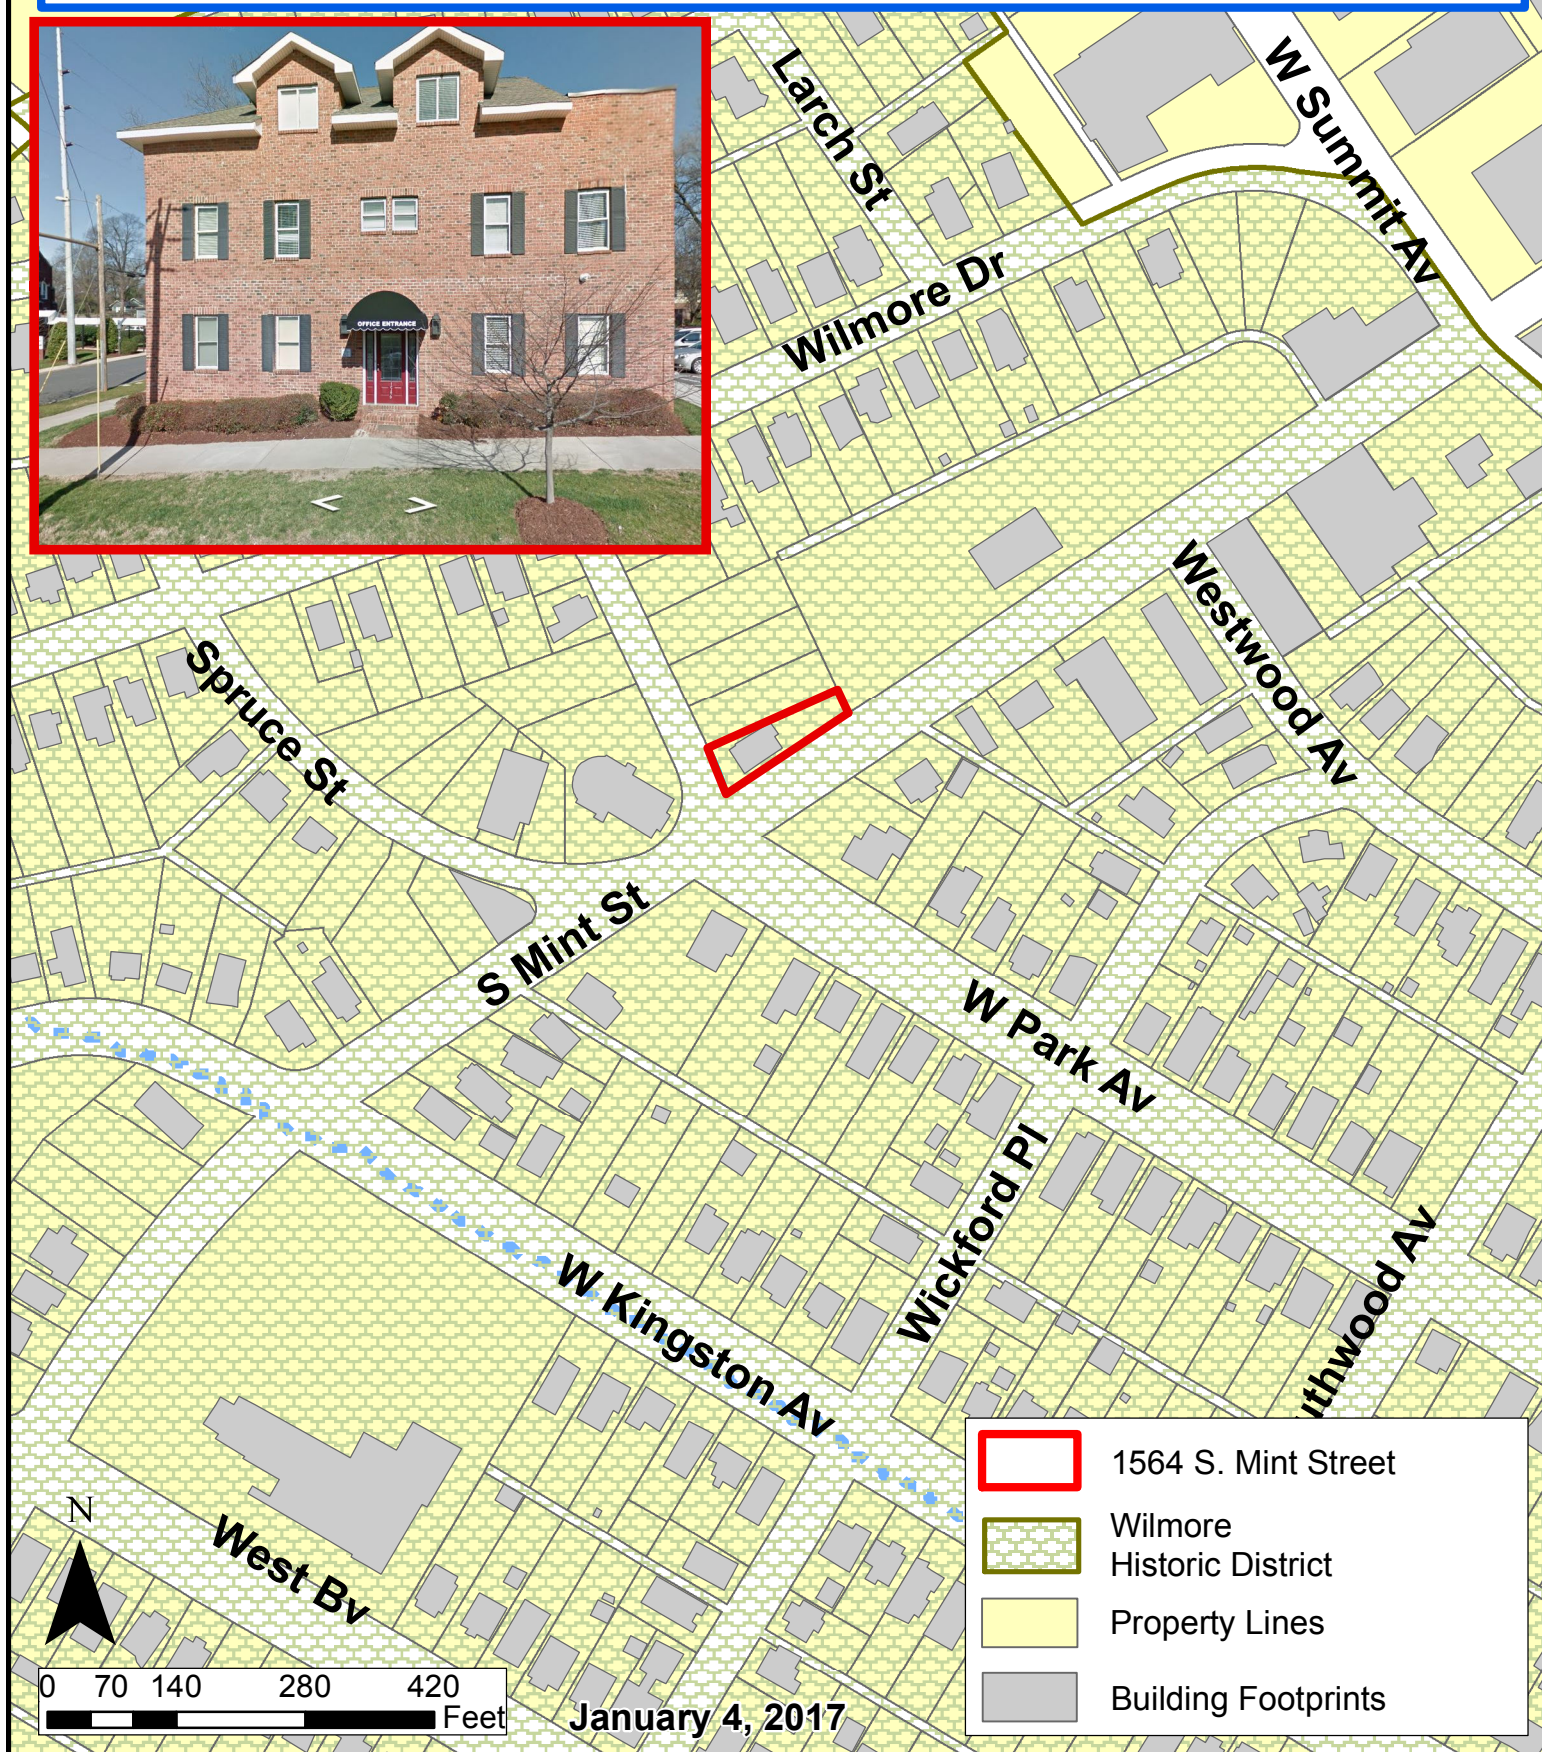 Larch St
W Summit Av
OFFICE ENTRANCE
Wilmore Dr
Westwood Av
Spruce St
S Mint St
W Park Av
Wickford Pl
W Kingston Av
uthwood Av
West Bv
N
0 70 140 280 420
Feet
January 4, 2017
1564 S. Mint Street
Wilmore
Historic District
Property Lines
Building Footprints